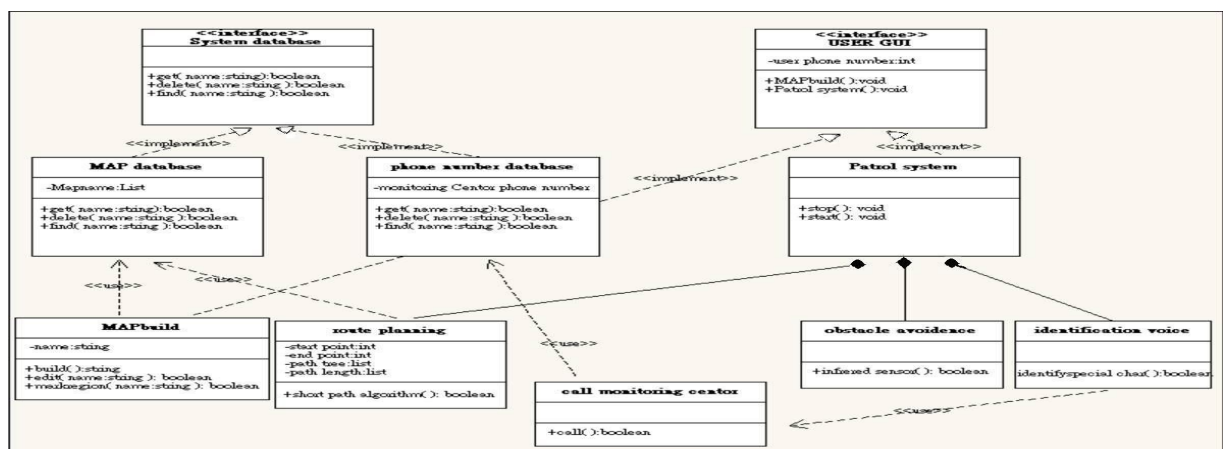 <<interface>>
System database
+get( name:string):boolean
+delete( name:string ):boolean
+find( name:string ):boolean
<<interface>>
USER GUI
-user phone number:int
+MAPbuild( ):void
+Patrol system( ):void
<<implement>>
<<implement>>
<<implement>>
<<implement>>
MAP database
-Mapname:List
+get( name:string):boolean
+delete( name:string ):boolean
+find( name:string ):boolean
phone number database
-monitoring Centor phone number
+get( name:string):boolean
+delete( name:string ):boolean
+find( name:string ):boolean
Patrol system
+stop( ): void
+start( ): void
<<use>>
<<use>>
<<use>>
<<use>>
MAPbuild
-name:string
+build( ):string
+edit( name:string ): boolean
+markregion( name:string ): boolean
route planning
-start point:int
-end point:int
-path tree:list
-path length:list
+short path algorithm( ): boolean
call monitoring centor
+call( ):boolean
obstacle avoidence
+infrered sensor( ): boolean
identification voice
identifyspecial char( ):boolean